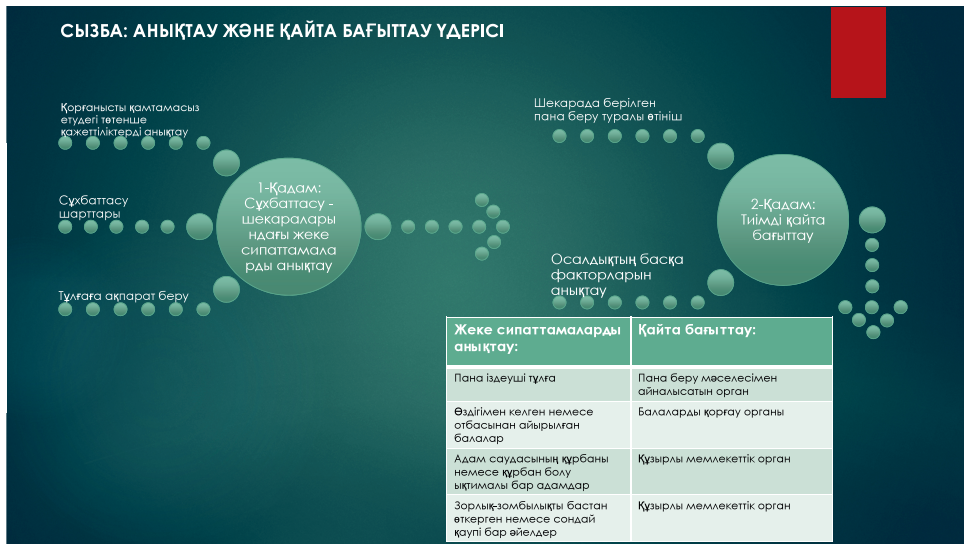 СЫЗБА: АНЫҚТАУ ЖӘНЕ ҚАЙТА БАҒЫТТАУ ҮДЕРІСІ
Қорғанысты қамтамасыз
етудегі төтенше
қажеттіліктерді анықтау
Сұхбаттасу
шарттары
Тұлғаға ақпарат беру
1-Қадам:
Сұхбаттасу -
шекаралары
ндағы жеке
сипаттамала
рды анықтау
Шекарада берілген
пана беру туралы өтініш
Осалдықтың басқа
факторларын
анықтау
2-Қадам:
Тиімді қайта
бағыттау
Жеке сипаттамаларды
анықтау:
Қайта бағыттау:
Пана іздеуші тұлға
Пана беру мәселесімен
айналысатын орган
Өздігімен келген немесе
отбасынан айырылған
балалар
Балаларды қорғау органы
Адам саудасының құрбаны
немесе құрбан болу
ықтималы бар адамдар
Құзырлы мемлекеттік орган
Зорлық-зомбылықты бастан
өткерген немесе сондай
қаупі бар әйелдер
Құзырлы мемлекеттік орган